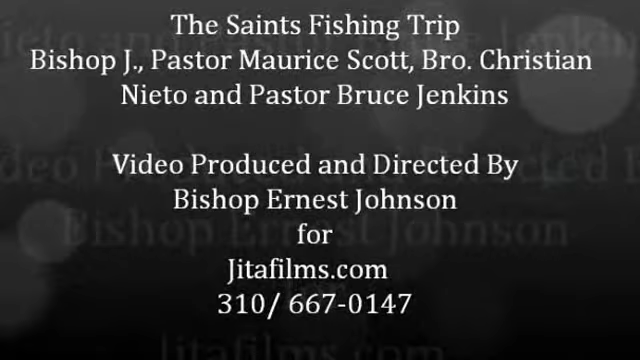 The Saints Fishing Trip
Bishop J., Pastor Maurice Scott, Bro. Christian
Nieto and Pastor Bruce Jenkins
Video Produced and Directed By
Bishop Ernest Johnson
for
Jitafilms.com
310/ 667-0147